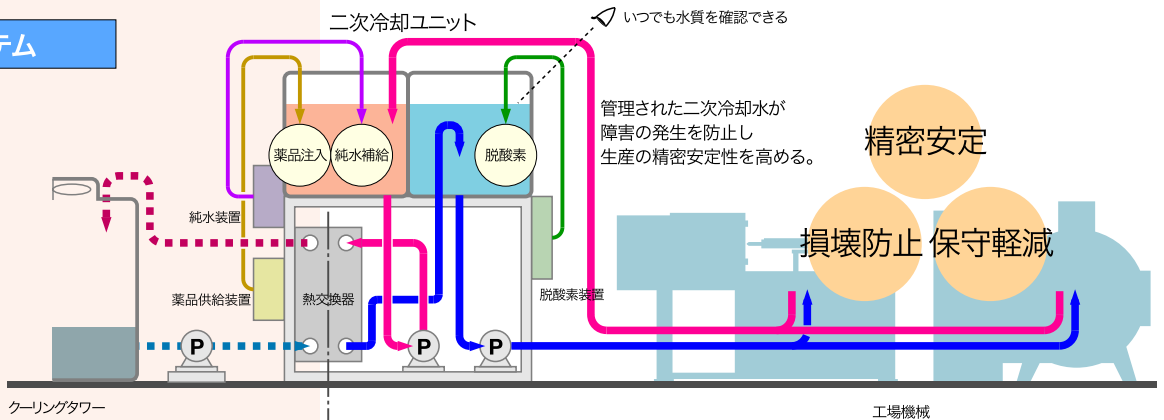 テム
二次冷却ユニット
いつでも水質を確認できる
管理された二次冷却水が
障害の発生を防止し
生産の精密安定性を高める。
精密安定
損壊防止
保守軽減
薬品注入
純水補給
脱酸素
純水装置
薬品供給装置
熱交換器
脱酸素装置
P
P
P
クーリングタワー
工場機械